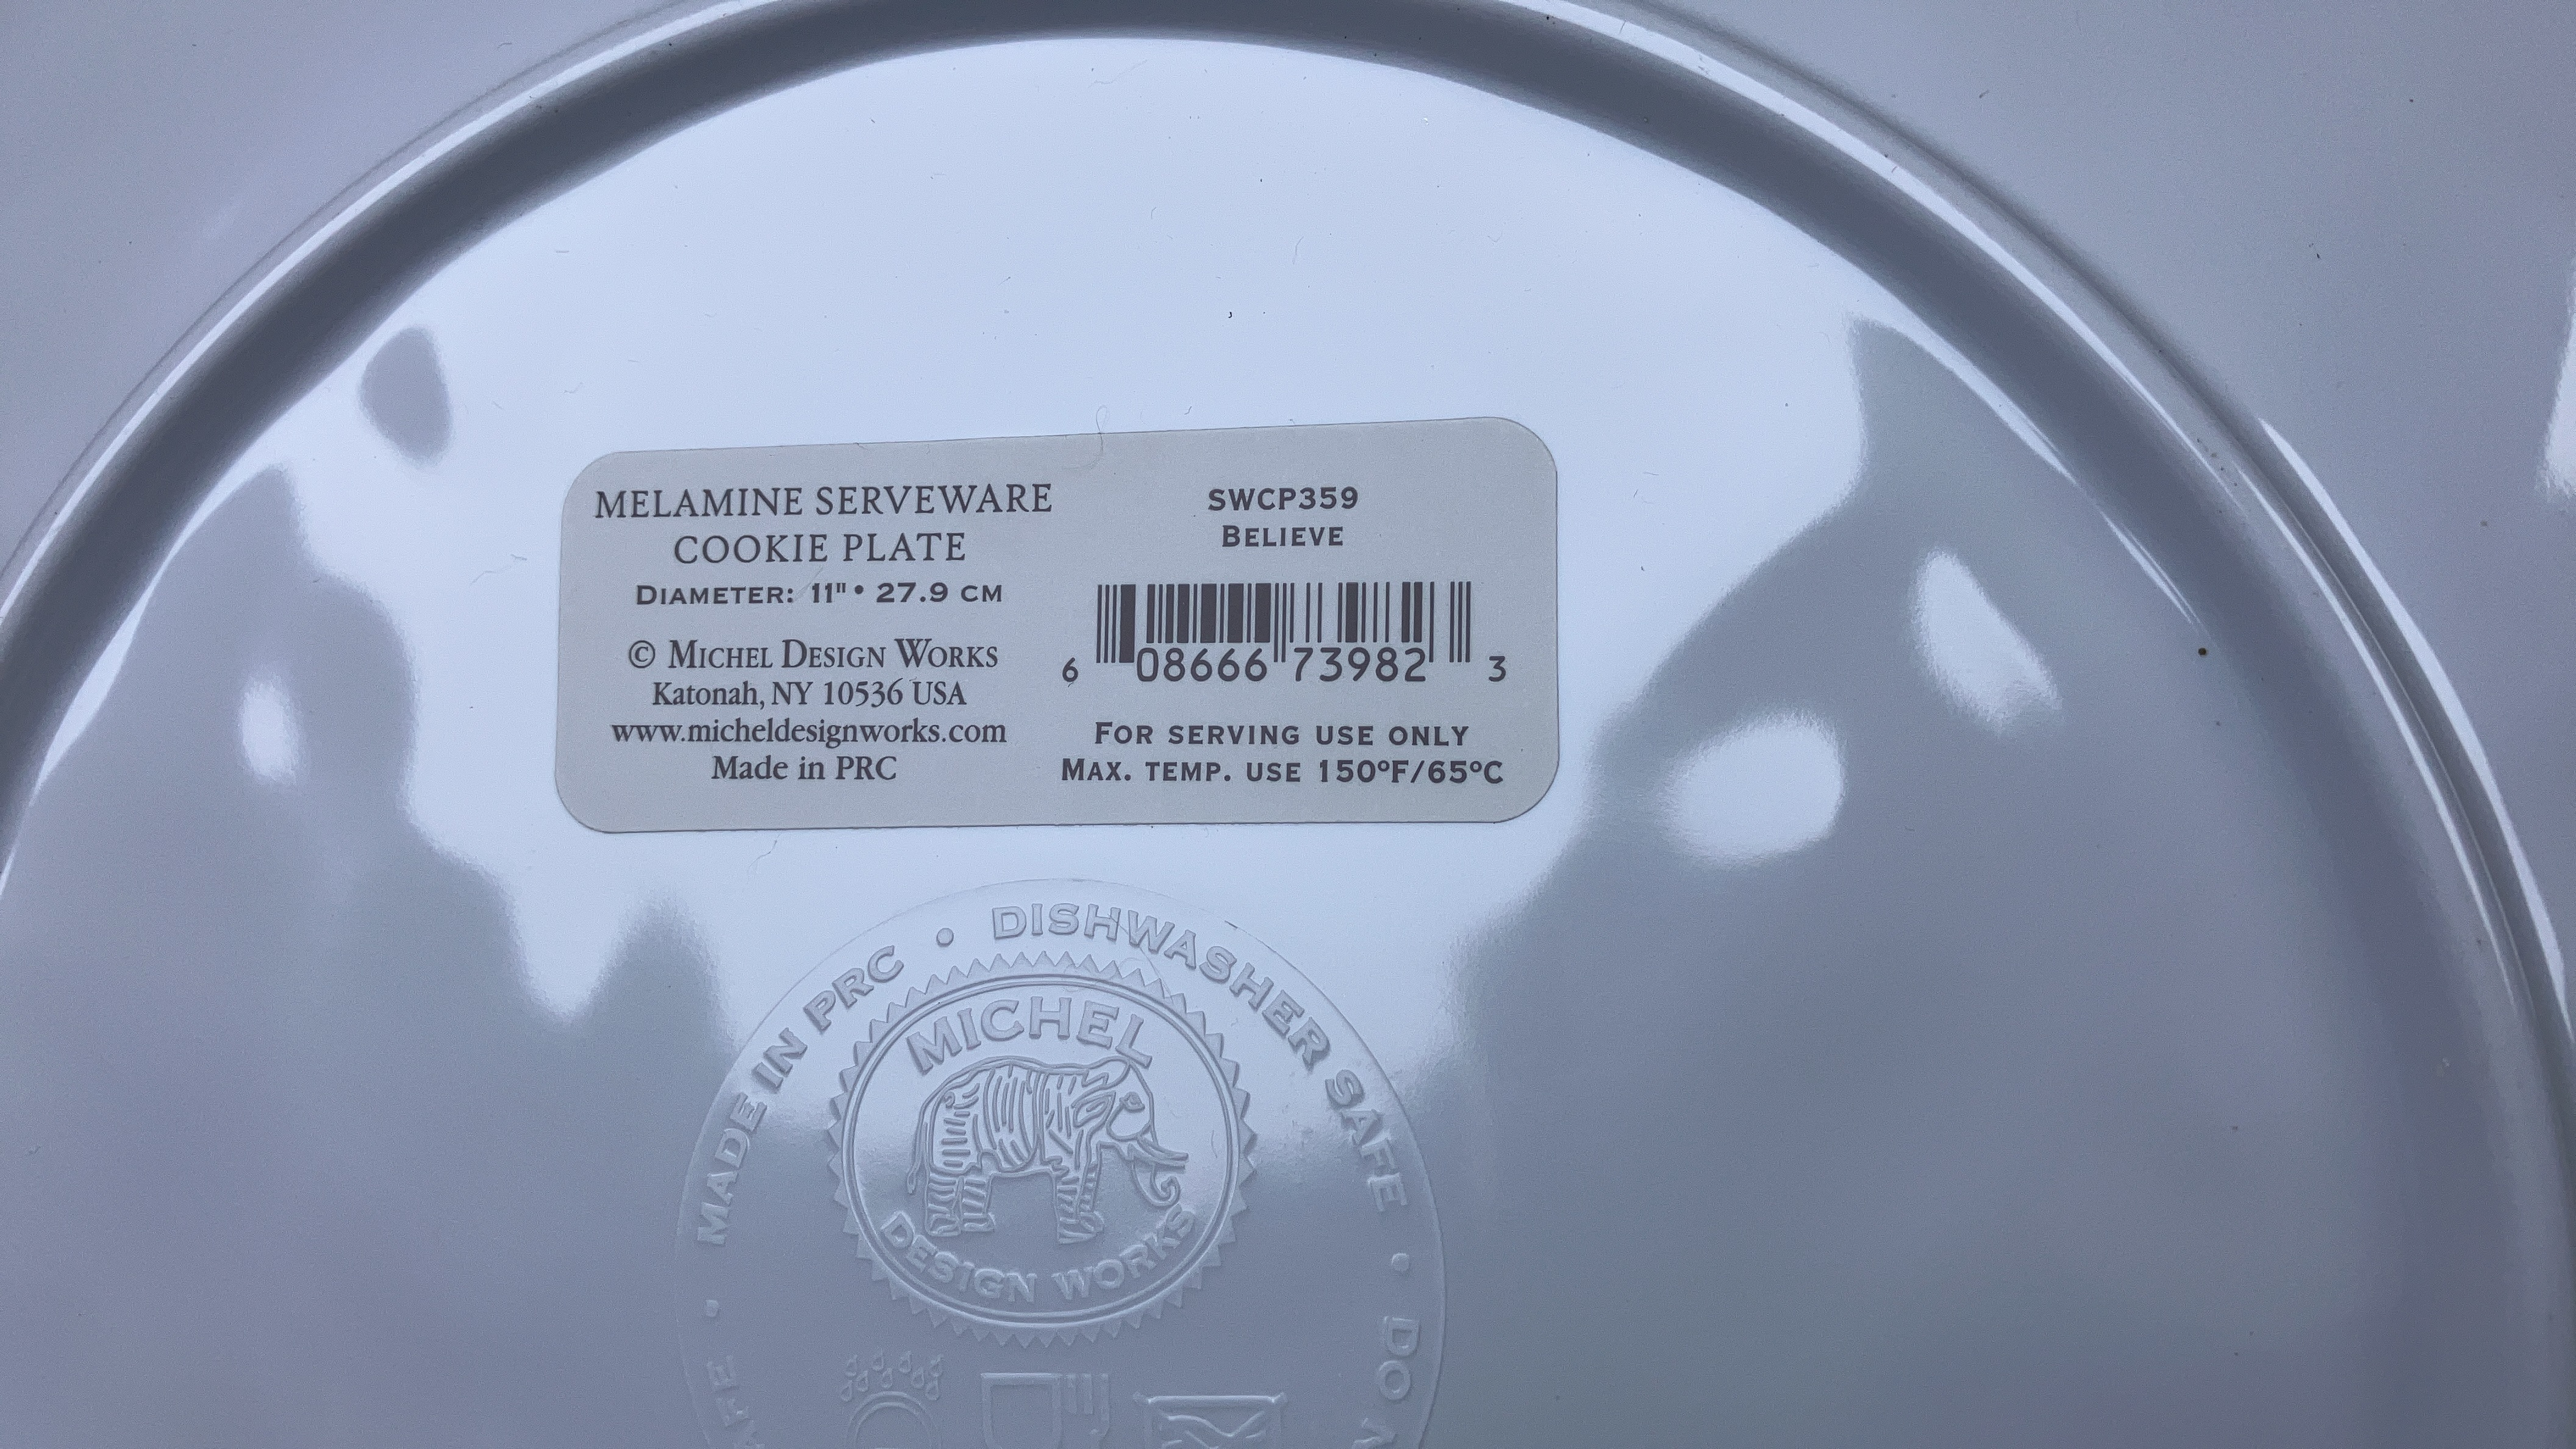 MELAMINE SERVEWARE
COOKIE PLATE
DIAMETER: 11" • 27.9 CM
© MICHEL DESIGN WORKS
Katonah, NY 10536 USA
www.micheldesignworks.com
Made in PRC
SWCP359
BELIEVE
6 08666 73982 3
FOR SERVING USE ONLY
MAX. TEMP. USE 150°F/65°C
MADE IN PRC • DISHWASHER SAFE • DO
MICHEL
DESIGN WORKS